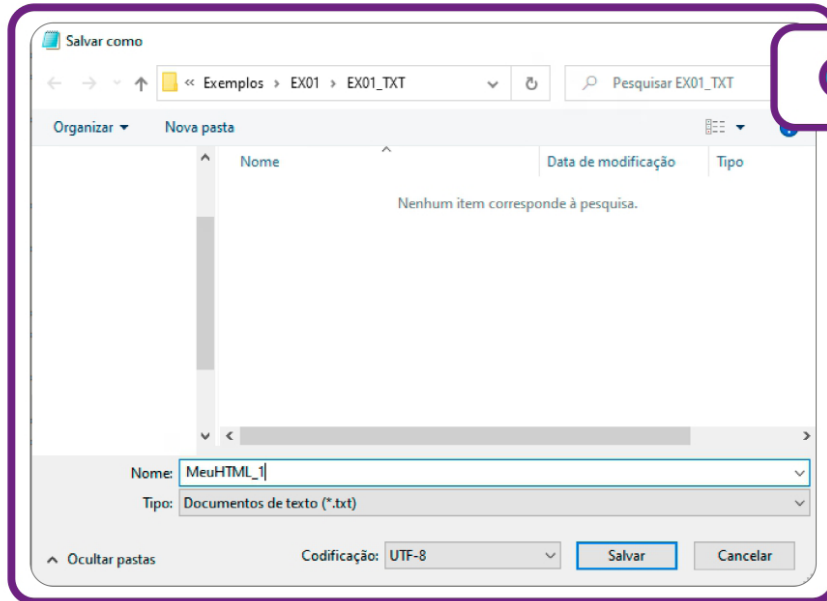 Salvar como
« Exemplos > EX01 > EX01_TXT
Pesquisar EX01_TXT
Organizar
Nova pasta
Nome
Data de modificação
Tipo
Nenhum item corresponde à pesquisa.
Nome: MeuHTML_1
Tipo: Documentos de texto (*.txt)
Ocultar pastas
Codificação: UTF-8
Salvar
Cancelar